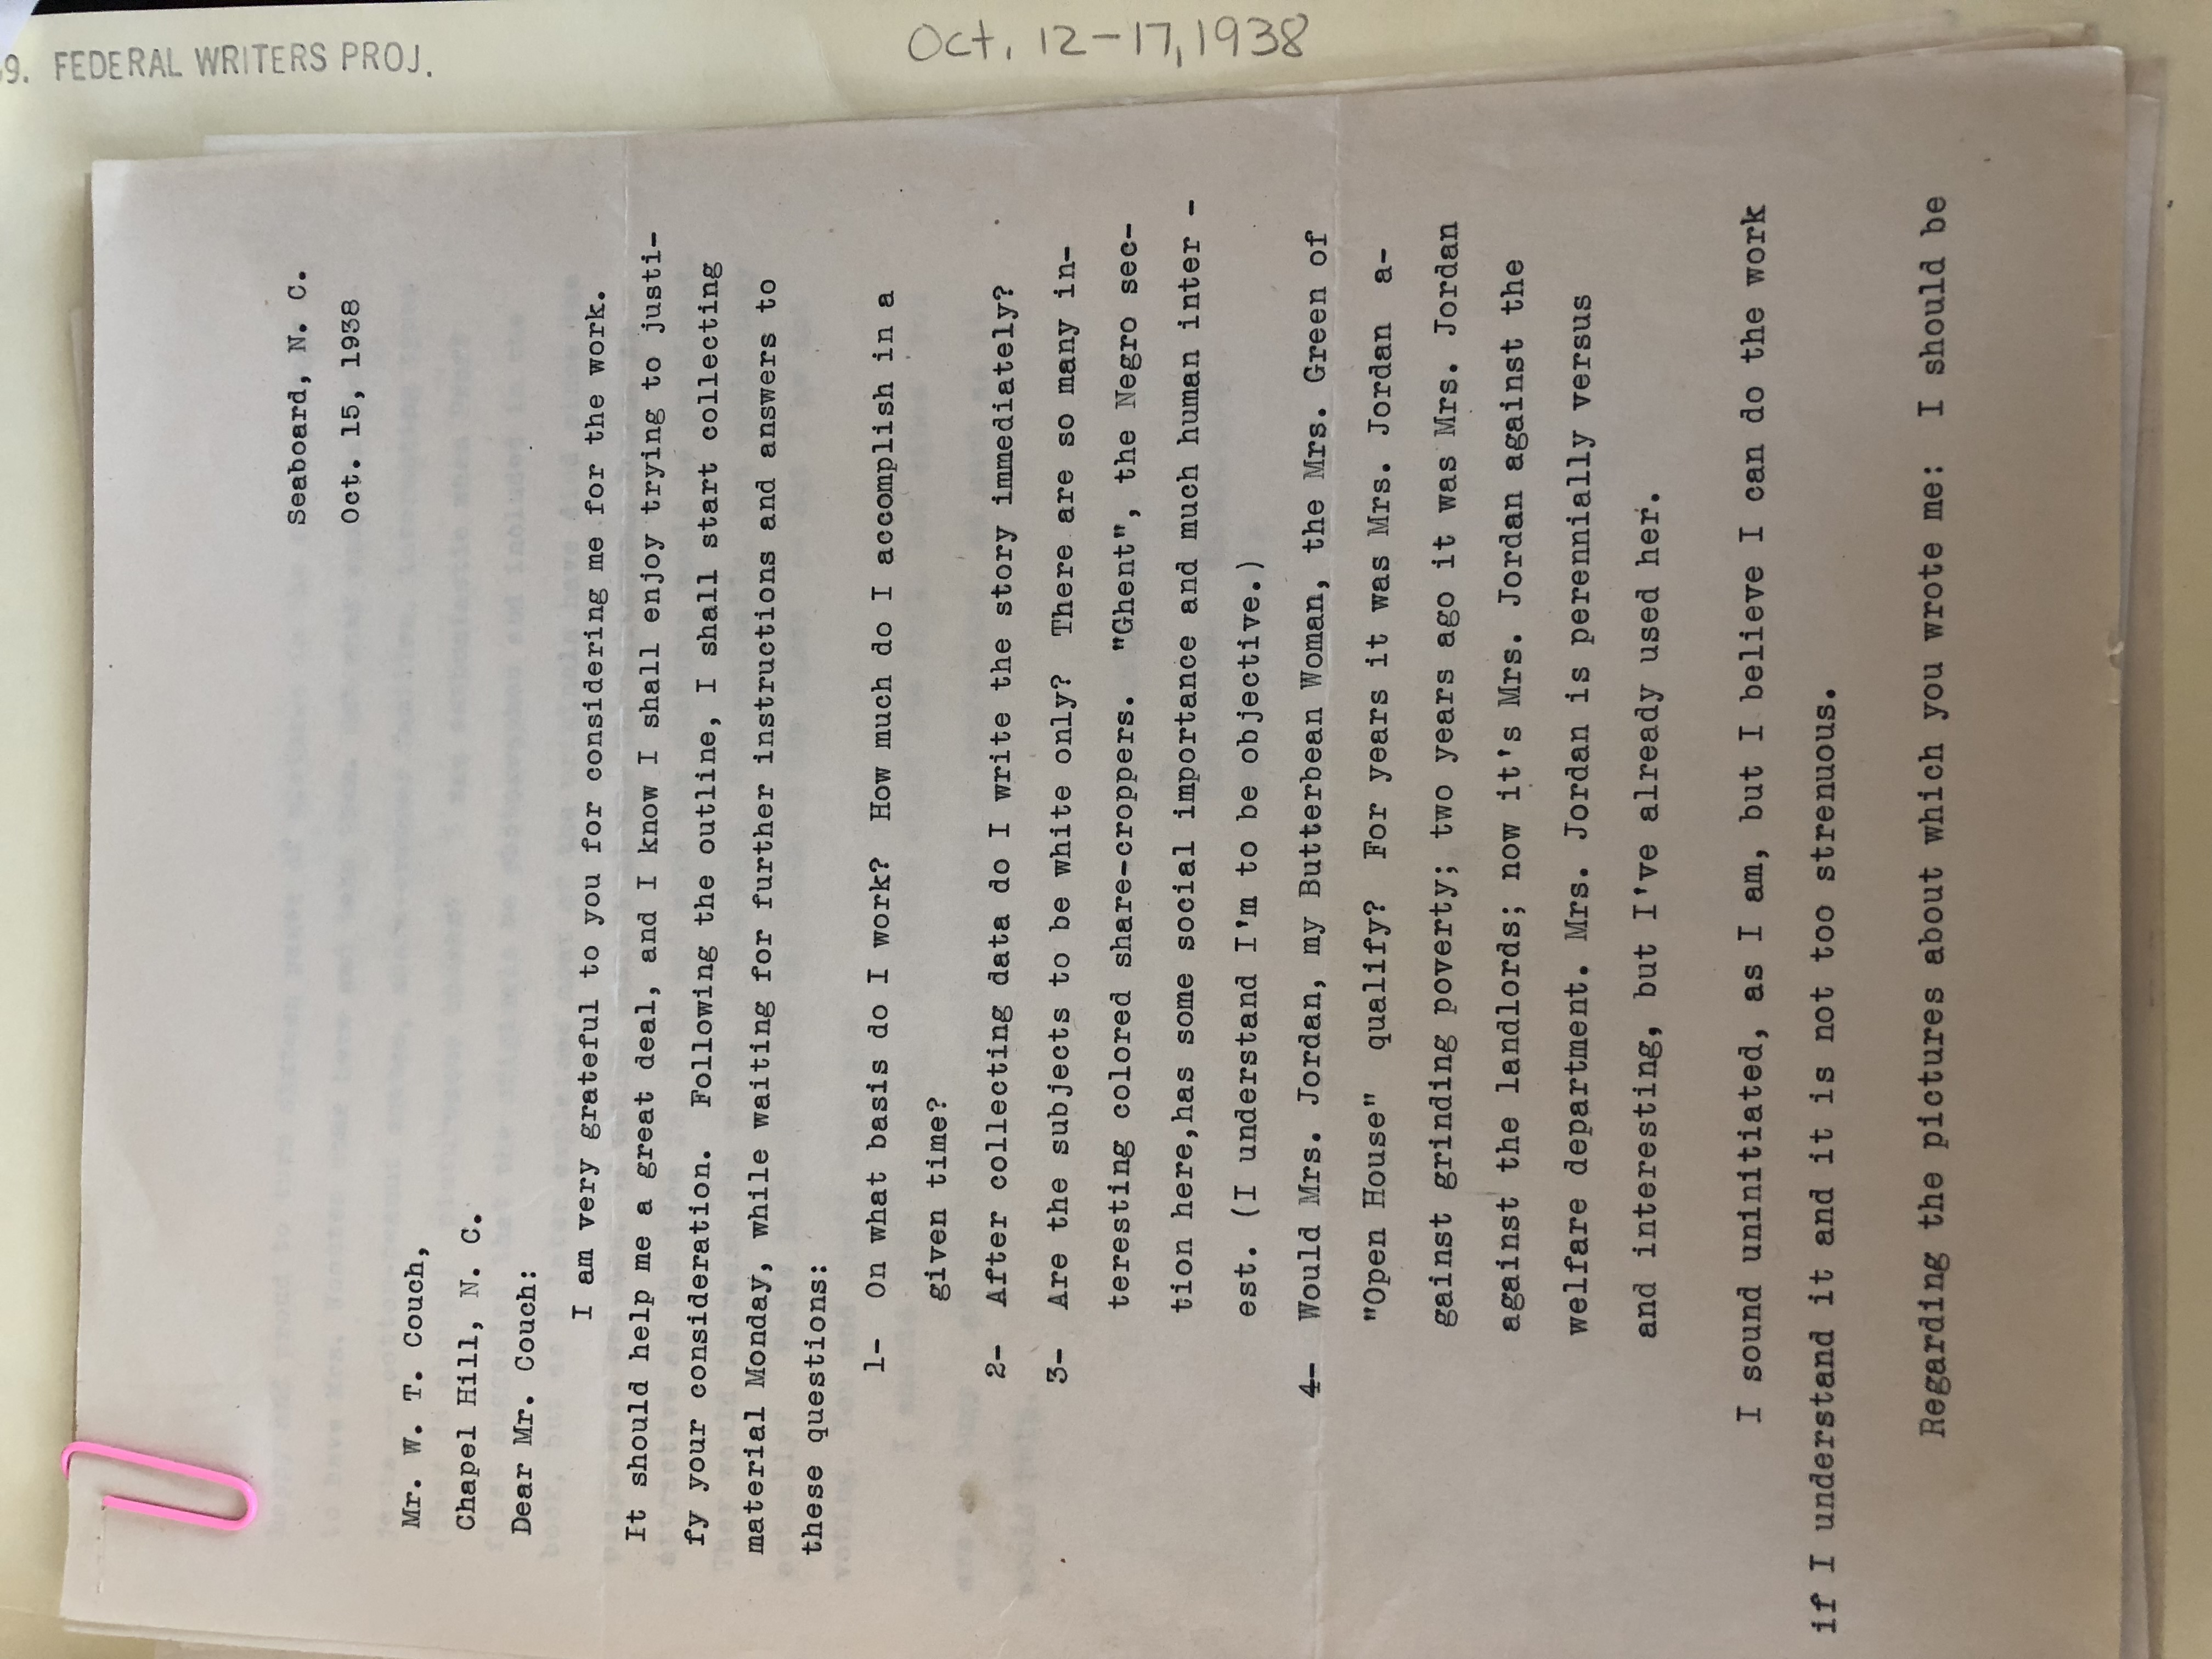 Seaboard, N. C.
Oct. 15, 1938
Mr. W. T. Couch,
Chapel Hill, N. C.
Dear Mr. Couch:
I am very grateful to you for considering me for the work.
It should help me a great deal, and I know I shall enjoy trying to justi-
fy your consideration. Following the outline, I shall start collecting
material Monday, while waiting for further instructions and answers to
these questions:
1- On what basis do I work? How much do I accomplish in a
given time?
2- After collecting data do I write the story immediately?
3- Are the subjects to be white only? There are so many in-
teresting colored share-croppers. "Ghent", the Negro sec-
tion here,has some social importance and much human inter -
est. (I understand I'm to be objective.)
4- Would Mrs. Jordan, my Butterbean Woman, the Mrs. Green of
"Open House" qualify? For years it was Mrs. Jordan a-
gainst grinding poverty; two years ago it was Mrs. Jordan
against the landlords; now it's Mrs. Jordan against the
welfare department. Mrs. Jordan is perennially versus
and interesting, but I've already used her.
I sound uninitiated, as I am, but I believe I can do the work
if I understand it and it is not too strenuous.
Regarding the pictures about which you wrote me: I should be
9. FEDERAL WRITERS PROJ.
Oct. 12-17, 1938